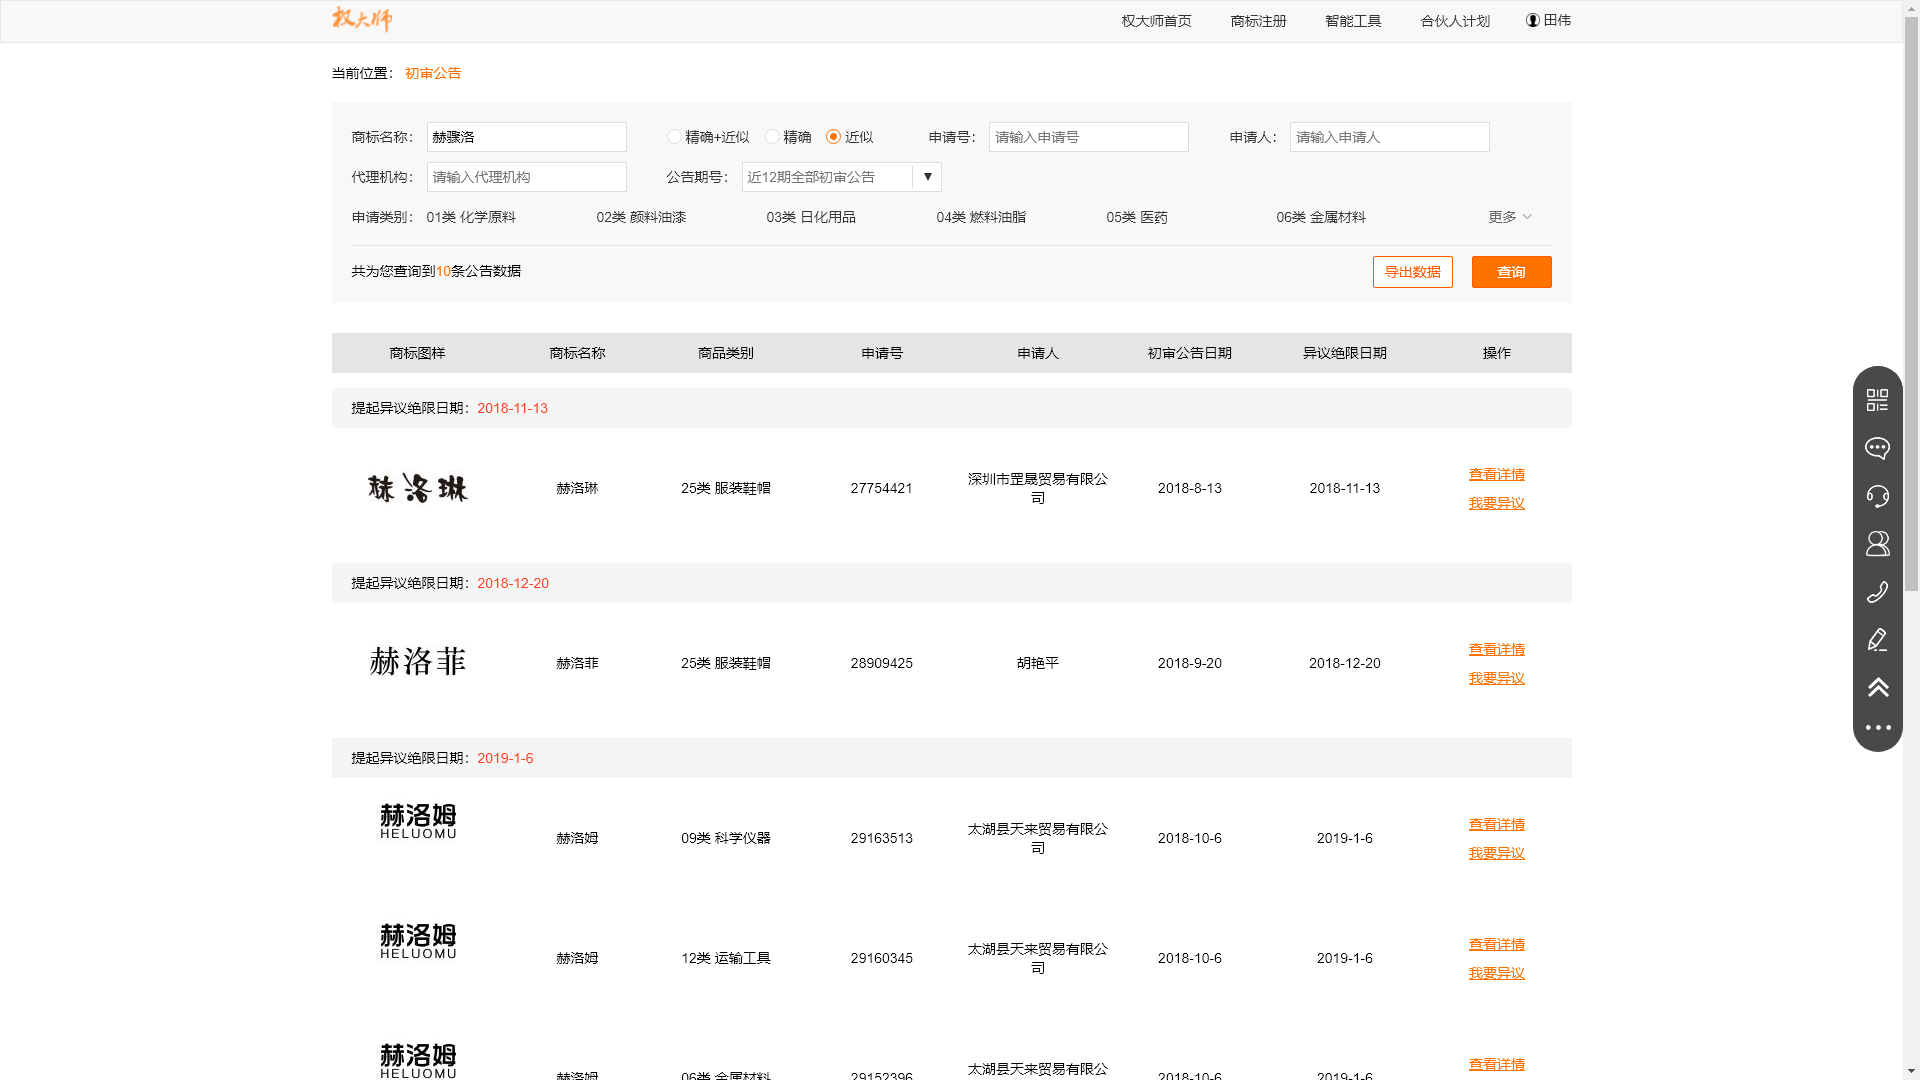 权大师
权大师首页 商标注册 智能工具 合伙人计划 田伟
当前位置： 初审公告
商标名称： 赫骤洛 精确+近似 精确 近似 申请号： 请输入申请号 申请人： 请输入申请人
代理机构： 请输入代理机构 公告期号： 近12期全部初审公告
申请类别： 01类 化学原料 02类 颜料油漆 03类 日化用品 04类 燃料油脂 05类 医药 06类 金属材料 更多
共为您查询到10条公告数据 导出数据 查询
商标图样 商标名称 商品类别 申请号 申请人 初审公告日期 异议绝限日期 操作
提起异议绝限日期：2018-11-13
赫洛琳 赫洛琳 25类 服装鞋帽 27754421 深圳市罡晟贸易有限公司 2018-8-13 2018-11-13 查看详情
我要异议
提起异议绝限日期：2018-12-20
赫洛菲 赫洛菲 25类 服装鞋帽 28909425 胡艳平 2018-9-20 2018-12-20 查看详情
我要异议
提起异议绝限日期：2019-1-6
赫洛姆
HELUOMU 赫洛姆 09类 科学仪器 29163513 太湖县天来贸易有限公司 2018-10-6 2019-1-6 查看详情
我要异议
赫洛姆
HELUOMU 赫洛姆 12类 运输工具 29160345 太湖县天来贸易有限公司 2018-10-6 2019-1-6 查看详情
我要异议
赫洛姆
HELUOMU 赫洛姆 06类 金属材料 29152396 太湖县天来贸易有限公 2018-10-6 2019-1-6 查看详情